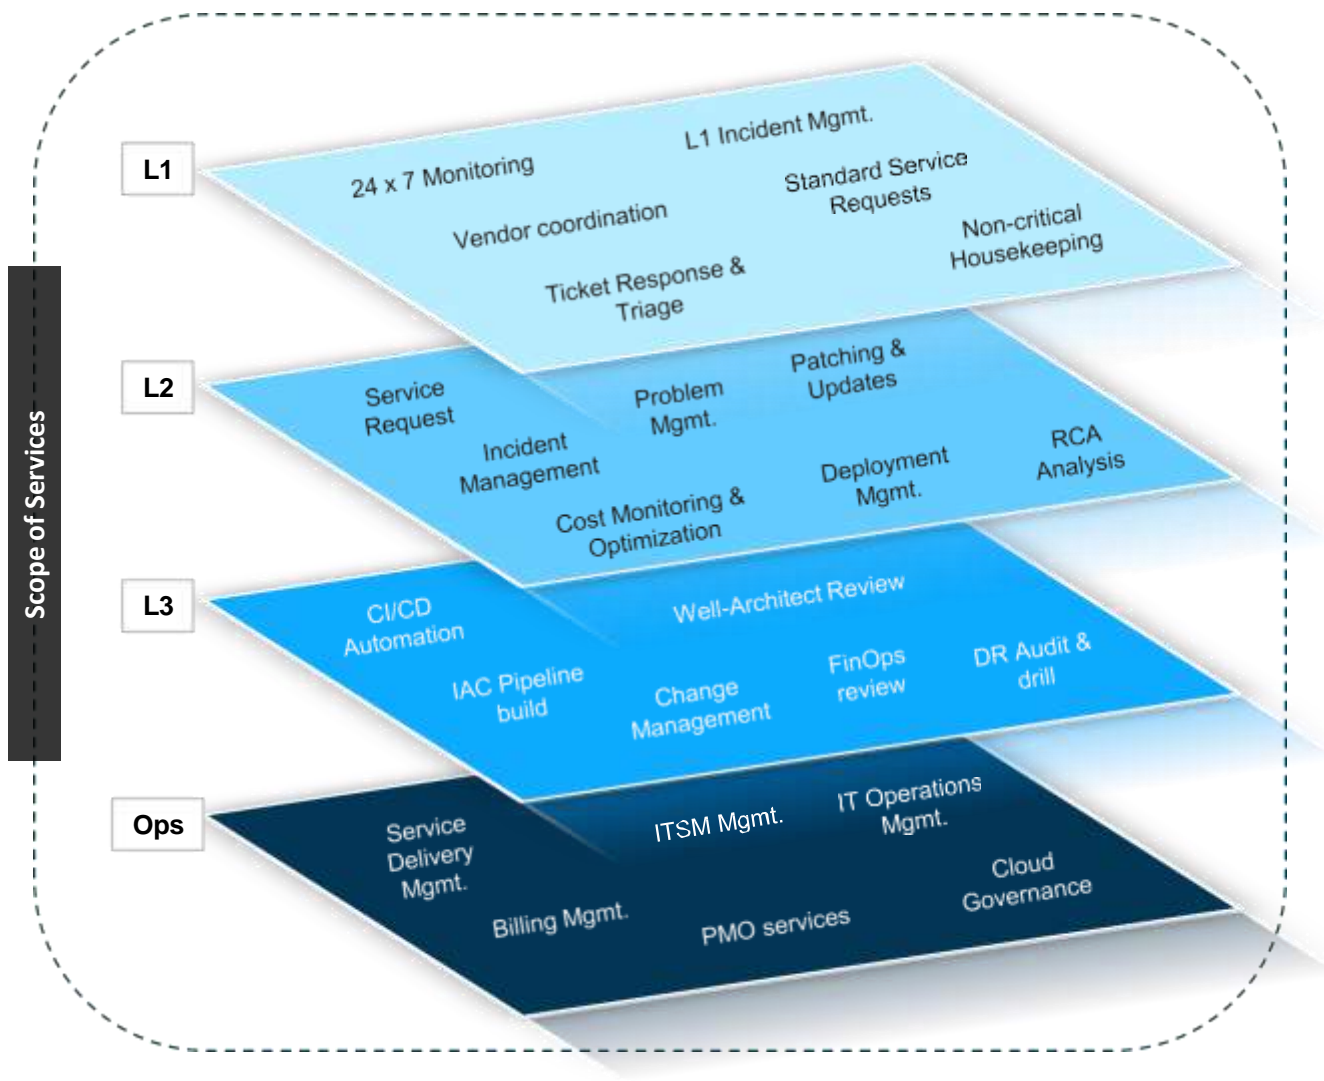 Scope of Services
L1
24 x 7 Monitoring
L1 Incident Mgmt.
Vendor coordination
Standard Service
Requests
Ticket Response &
Triage
Non-critical
Housekeeping
L2
Service
Request
Incident
Management
Problem
Mgmt.
Patching &
Updates
Cost Monitoring &
Optimization
Deployment
Mgmt.
RCA
Analysis
L3
CI/CD
Automation
Well-Architect Review
IAC Pipeline
build
Change
Management
FinOps
review
DR Audit &
drill
Ops
Service
Delivery
Mgmt.
ITSM Mgmt.
IT Operations
Mgmt.
Billing Mgmt.
PMO services
Cloud
Governance